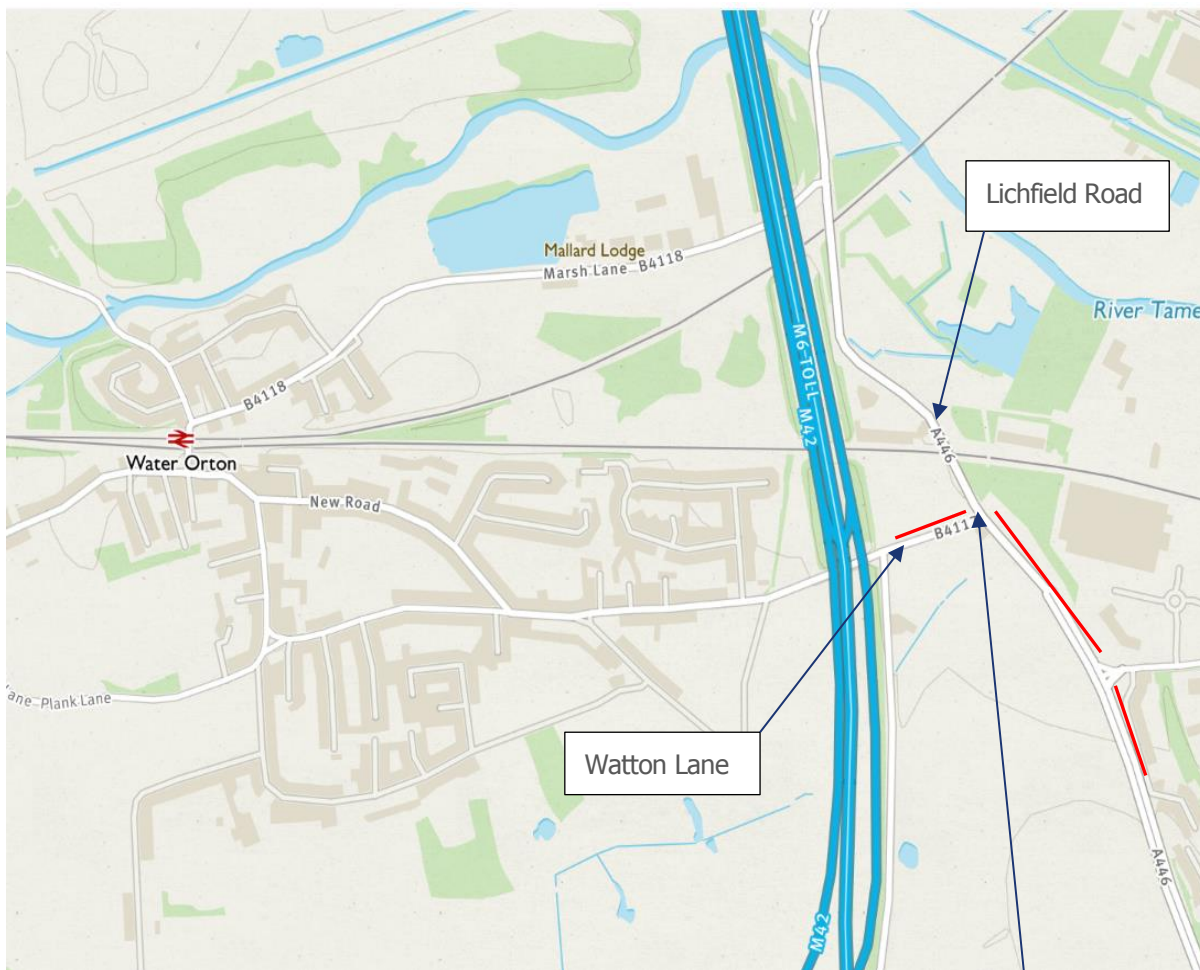 Lichfield Road
Mallard Lodge
Marsh Lane B4118
River Tame
M6 TOLL M42
B4118
A446
Water Orton
New Road
B4117
Lane Plank Lane
Watton Lane
A446
M42